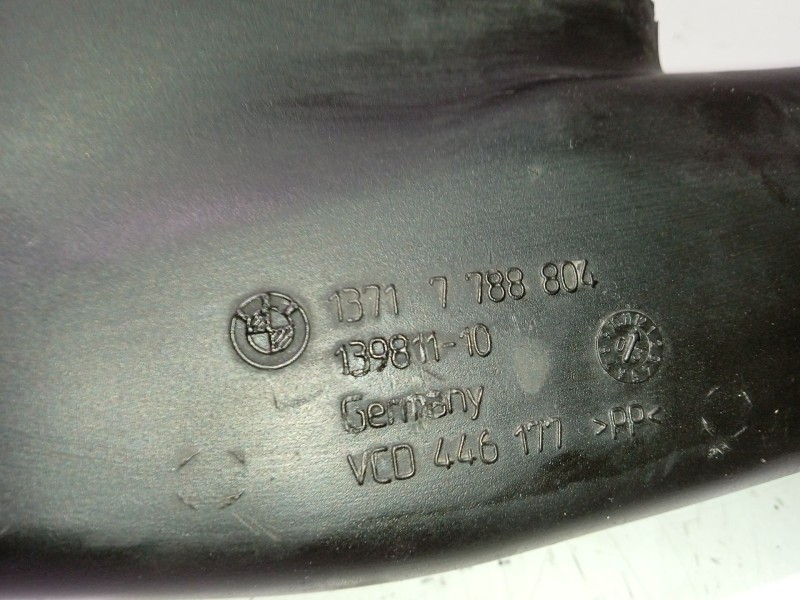 1371 7 788 804
139811-10
Germany
VCD 446 177 >PP<